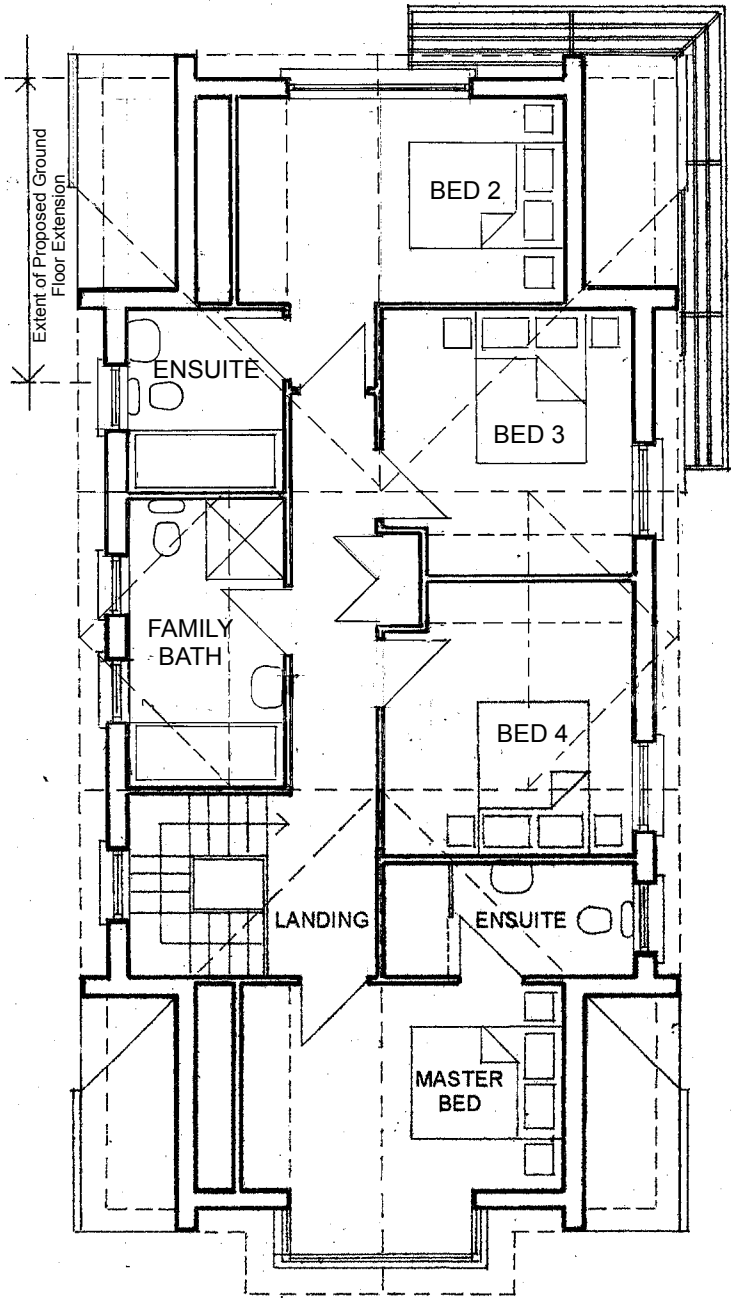 BED 2
Extent of Proposed Ground
Floor Extension
ENSUITE
BED 3
FAMILY
BATH
BED 4
LANDING
ENSUITE
MASTER
BED